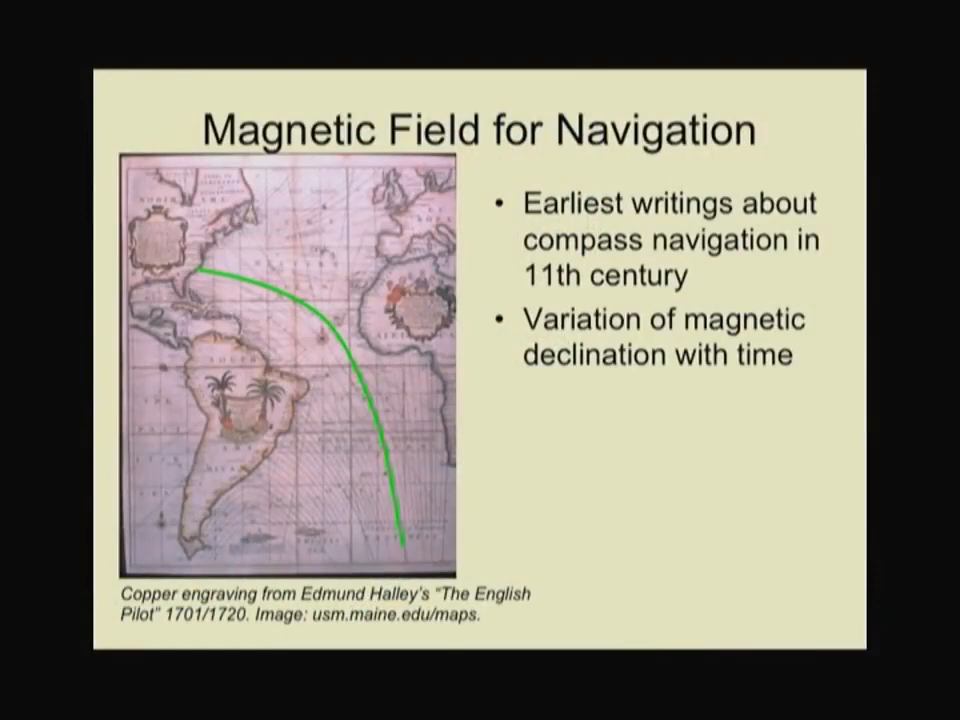 Magnetic Field for Navigation
• Earliest writings about
compass navigation in
11th century
• Variation of magnetic
declination with time
Copper engraving from Edmund Halley's "The English
Pilot" 1701/1720. Image: usm.maine.edu/maps.